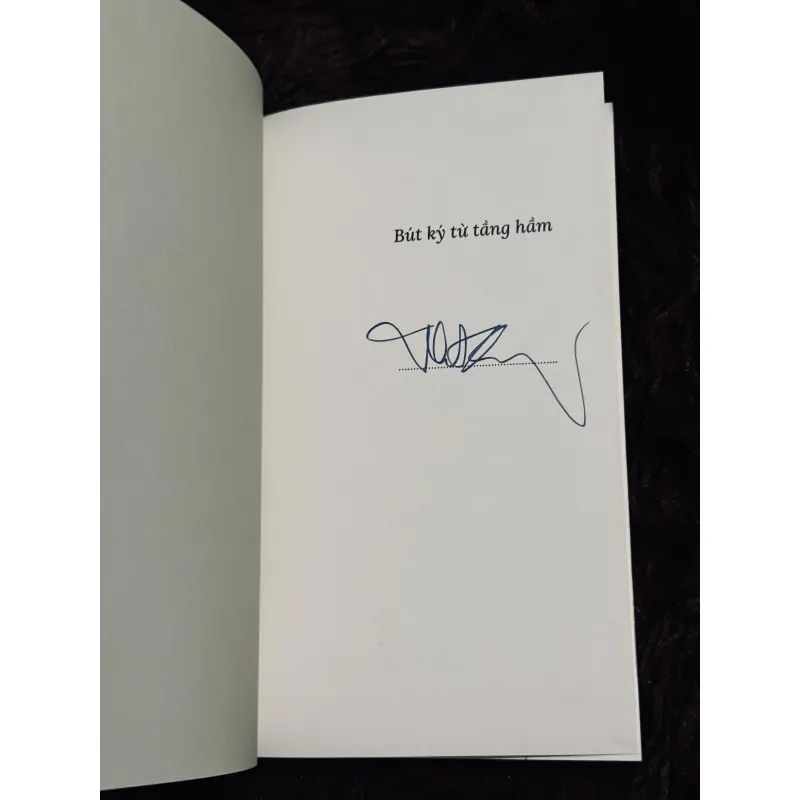 Bút ký từ tầng hầm